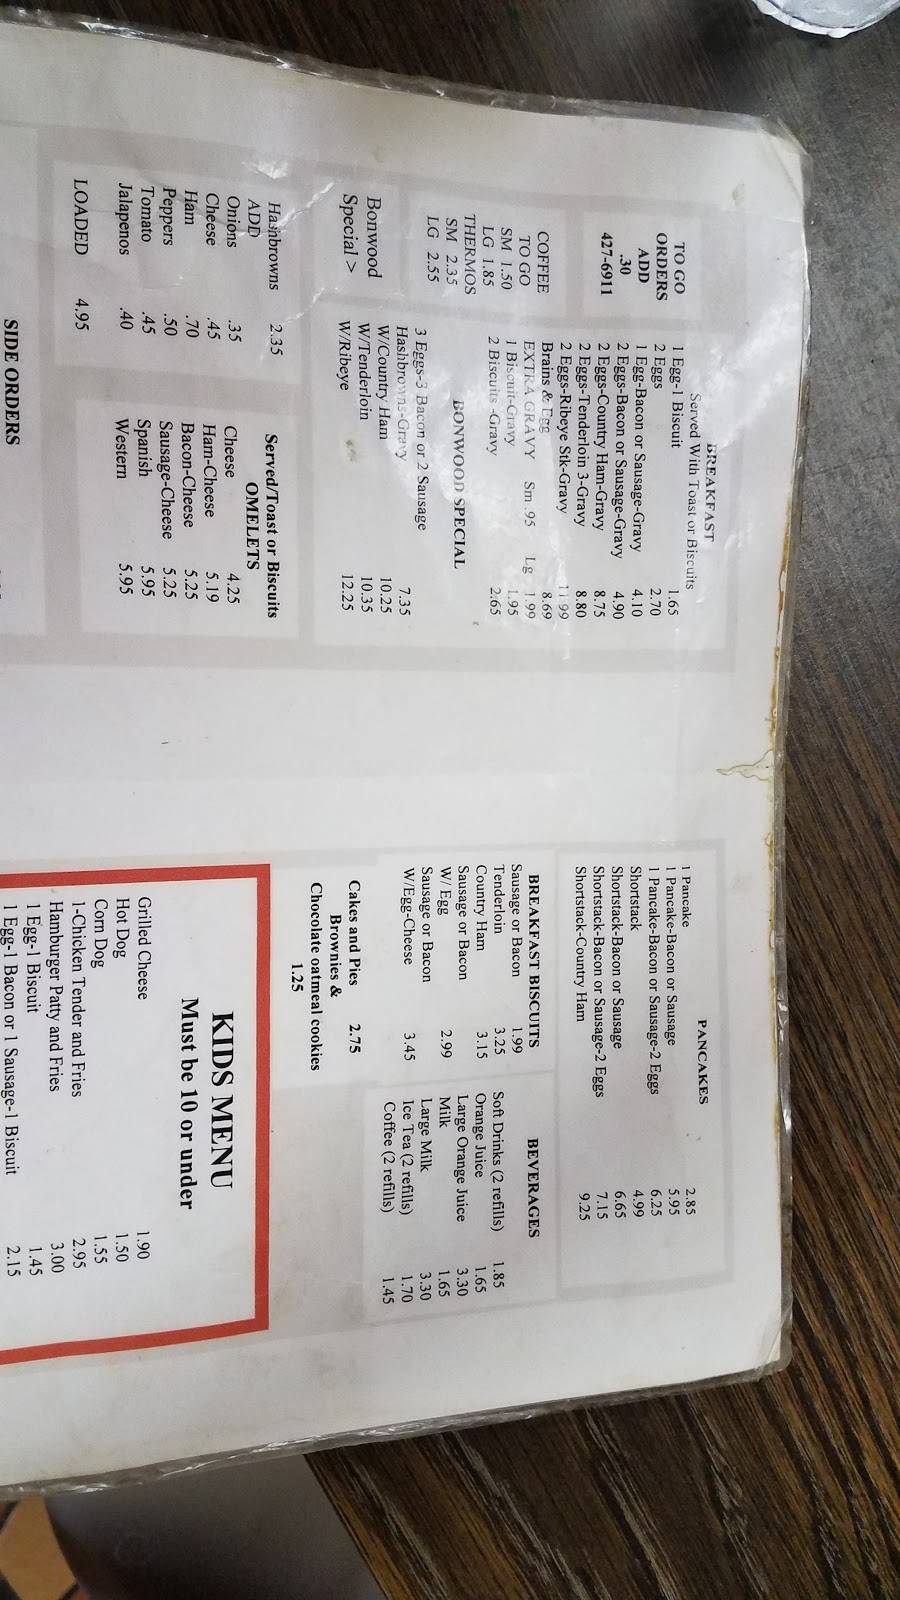 TO GO
ORDERS
ADD
.30
427-6911
COFFEE
TO GO
SM 1.50
LG 1.85
THERMOS
SM 2.35
LG 2.55
BREAKFAST
Served With Toast or Biscuits
1 Egg-1 Biscuit 1.65
2 Eggs 2.70
1 Egg-Bacon or Sausage-Gravy 4.10
2 Eggs-Bacon or Sausage-Gravy 4.90
2 Eggs-Country Ham-Gravy 8.75
2 Eggs-Tenderloin 3-Gravy 8.80
2 Eggs-Ribeye Stk-Gravy 11.99
Brains & Egg 8.69
EXTRA GRAVY Sm .95 Lg 1.99
1 Biscuit-Gravy 1.95
2 Biscuits -Gravy 2.65
BONWOOD SPECIAL
Bonwood
Special >
3 Eggs-3 Bacon or 2 Sausage
Hashbrowns-Gravy 7.35
W/Country Ham 10.25
W/Tenderloin 10.35
W/Ribeye 12.25
Hashbrowns 2.35
ADD
Onions .35
Cheese .45
Ham .70
Peppers .50
Tomato .45
Jalapenos .40
LOADED 4.95
Served/Toast or Biscuits
OMELETS
Cheese 4.25
Ham-Cheese 5.19
Bacon-Cheese 5.25
Sausage-Cheese 5.25
Spanish 5.95
Western 5.95
SIDE ORDERS
PANCAKES
1 Pancake 2.85
1 Pancake-Bacon or Sausage 5.95
1 Pancake-Bacon or Sausage-2 Eggs 6.25
Shortstack 4.99
Shortstack-Bacon or Sausage 6.65
Shortstack-Bacon or Sausage-2 Eggs 7.15
Shortstack-Country Ham 9.25
BREAKFAST BISCUITS
Sausage or Bacon 1.99
Tenderloin 3.25
Country Ham 3.15
Sausage or Bacon
W/ Egg 2.99
Sausage or Bacon
W/Egg-Cheese 3.45
Cakes and Pies 2.75
Brownies &
Chocolate oatmeal cookies
1.25
BEVERAGES
Soft Drinks (2 refills) 1.85
Orange Juice 1.65
Large Orange Juice 3.30
Milk 1.65
Large Milk 3.30
Ice Tea (2 refills) 1.70
Coffee (2 refills) 1.45
KIDS MENU
Must be 10 or under
Grilled Cheese 1.90
Hot Dog 1.50
Corn Dog 1.55
1-Chicken Tender and Fries 2.95
Hamburger Patty and Fries 3.00
1 Egg-1 Biscuit 1.45
1 Egg-1 Bacon or 1 Sausage-1 Biscuit 2.15